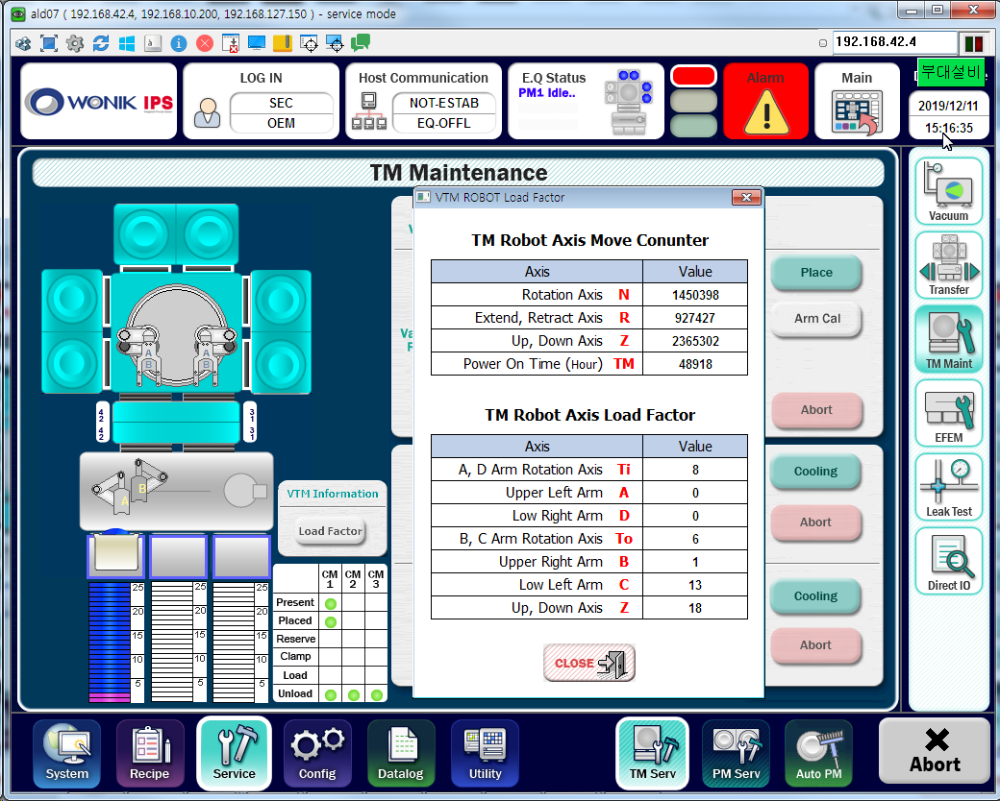 ald07 ( 192.168.42.4, 192.168.10.200, 192.168.127.150 ) - service mode
192.168.42.4
WONIK IPS
LOG IN
SEC
OEM
Host Communication
NOT-ESTAB
EQ-OFFL
E.Q Status
PM1 Idle..
Alarm
Main
부대설비
2019/12/11
15:16:35
TM Maintenance
VTM ROBOT Load Factor
TM Robot Axis Move Conunter
Axis Value
Rotation Axis N 1450398
Extend, Retract Axis R 927427
Up, Down Axis Z 2365302
Power On Time (Hour) TM 48918
TM Robot Axis Load Factor
Axis Value
A, D Arm Rotation Axis Ti 8
Upper Left Arm A 0
Low Right Arm D 0
B, C Arm Rotation Axis To 6
Upper Right Arm B 1
Low Left Arm C 13
Up, Down Axis Z 18
CLOSE
Place
Arm Cal
Abort
Cooling
Abort
Cooling
Abort
A A
B B
4 2
4 2
3 1
3 1
A B
VTM Information
Load Factor
25 25 25
20 20 20
15 15 15
10 10 10
5 5 5
CM 1 CM 2 CM 3
Present
Placed
Reserve
Clamp
Load
Unload
Vacuum
Transfer
TM Maint
EFEM
Leak Test
Direct IO
System
Recipe
Service
Config
Datalog
Utility
TM Serv
PM Serv
Auto PM
Abort